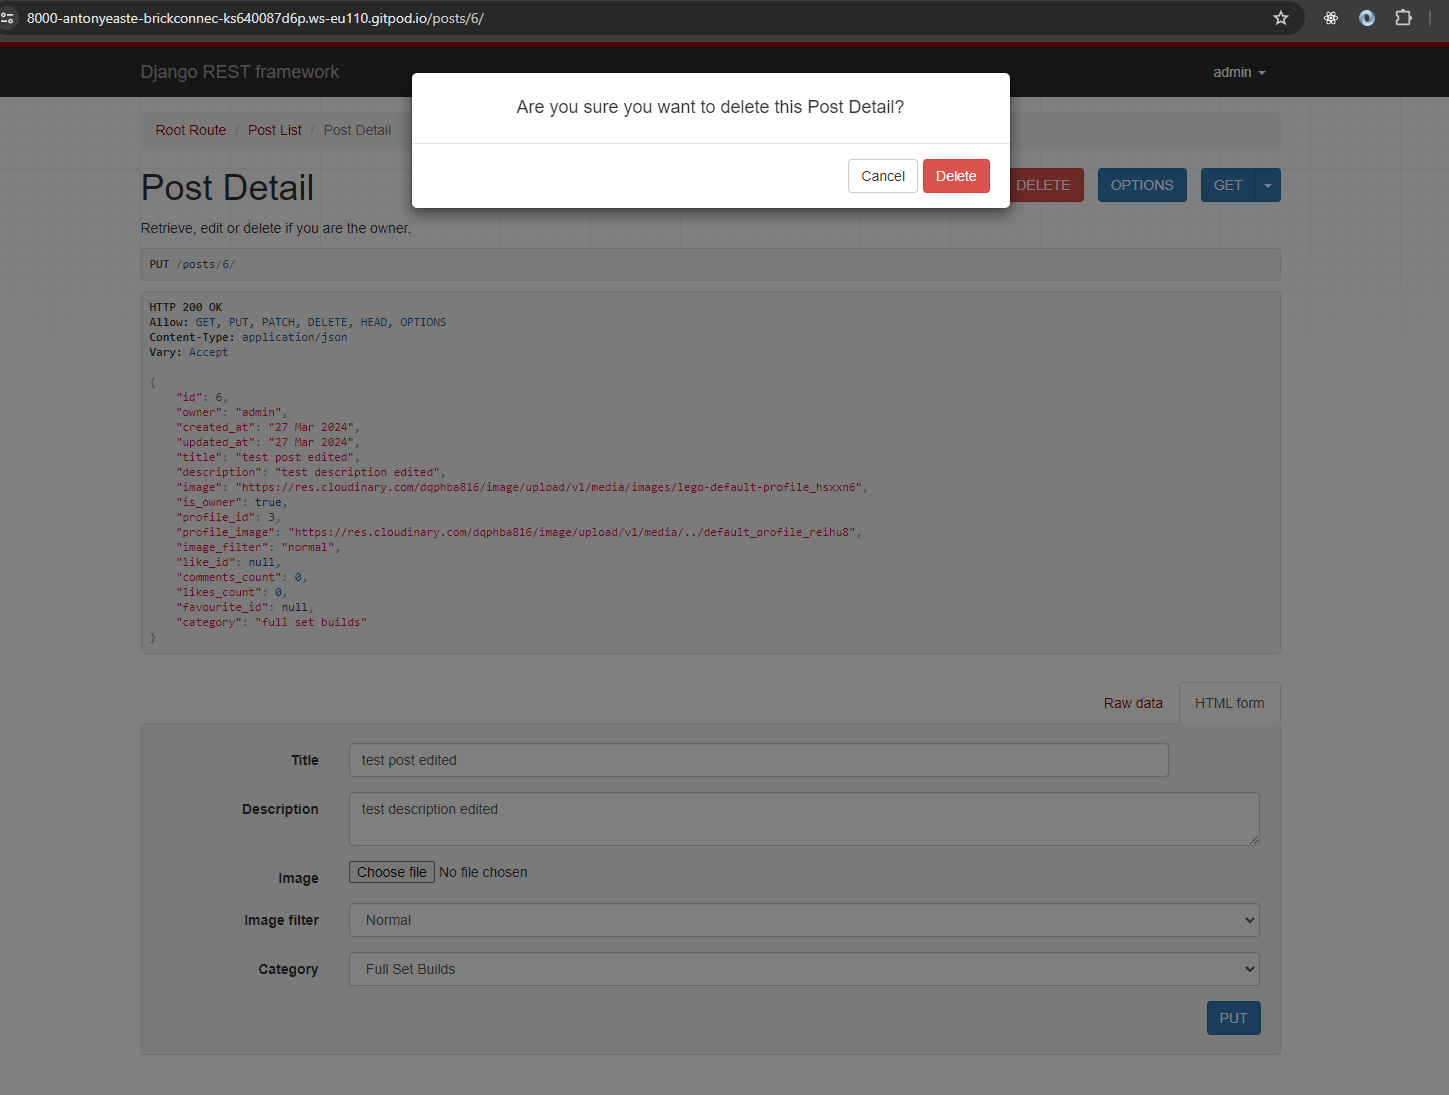 8000-antonyeaste-brickconnec-ks640087d6p.ws-eu110.gitpod.io/posts/6/
Django REST framework
admin
Are you sure you want to delete this Post Detail?
Cancel Delete
Root Route / Post List / Post Detail
Post Detail
DELETE OPTIONS GET
Retrieve, edit or delete if you are the owner.
PUT /posts/6/
HTTP 200 OK
Allow: GET, PUT, PATCH, DELETE, HEAD, OPTIONS
Content-Type: application/json
Vary: Accept
{
"id": 6,
"owner": "admin",
"created_at": "27 Mar 2024",
"updated_at": "27 Mar 2024",
"title": "test post edited",
"description": "test description edited",
"image": "https://res.cloudinary.com/dqphba816/image/upload/v1/media/images/lego-default-profile_hsxxn6",
"is_owner": true,
"profile_id": 3,
"profile_image": "https://res.cloudinary.com/dqphba816/image/upload/v1/media/../default_profile_reihu8",
"image_filter": "normal",
"like_id": null,
"comments_count": 0,
"likes_count": 0,
"favourite_id": null,
"category": "full set builds"
}
Raw data HTML form
Title test post edited
Description test description edited
Image Choose file No file chosen
Image filter Normal
Category Full Set Builds
PUT